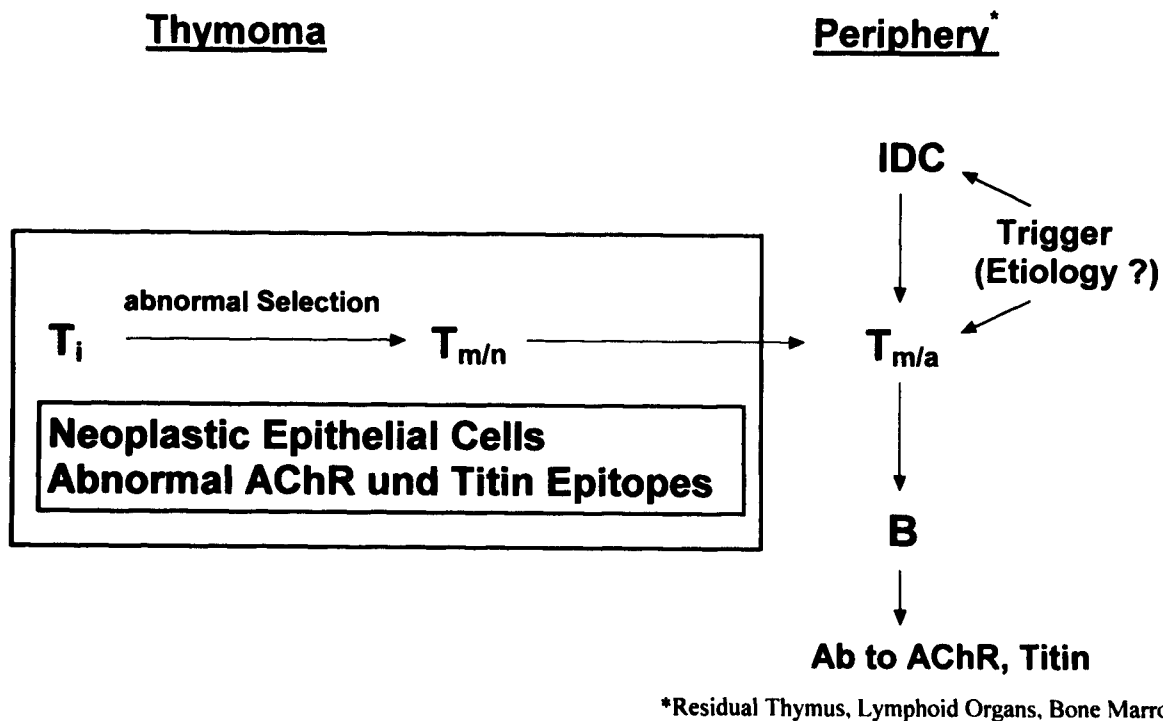 Thymoma
Periphery*
IDC
Trigger
(Etiology ?)
abnormal Selection
Ti
Tm/n
Tm/a
Neoplastic Epithelial Cells
Abnormal AChR und Titin Epitopes
B
Ab to AChR, Titin
*Residual Thymus, Lymphoid Organs, Bone Marro